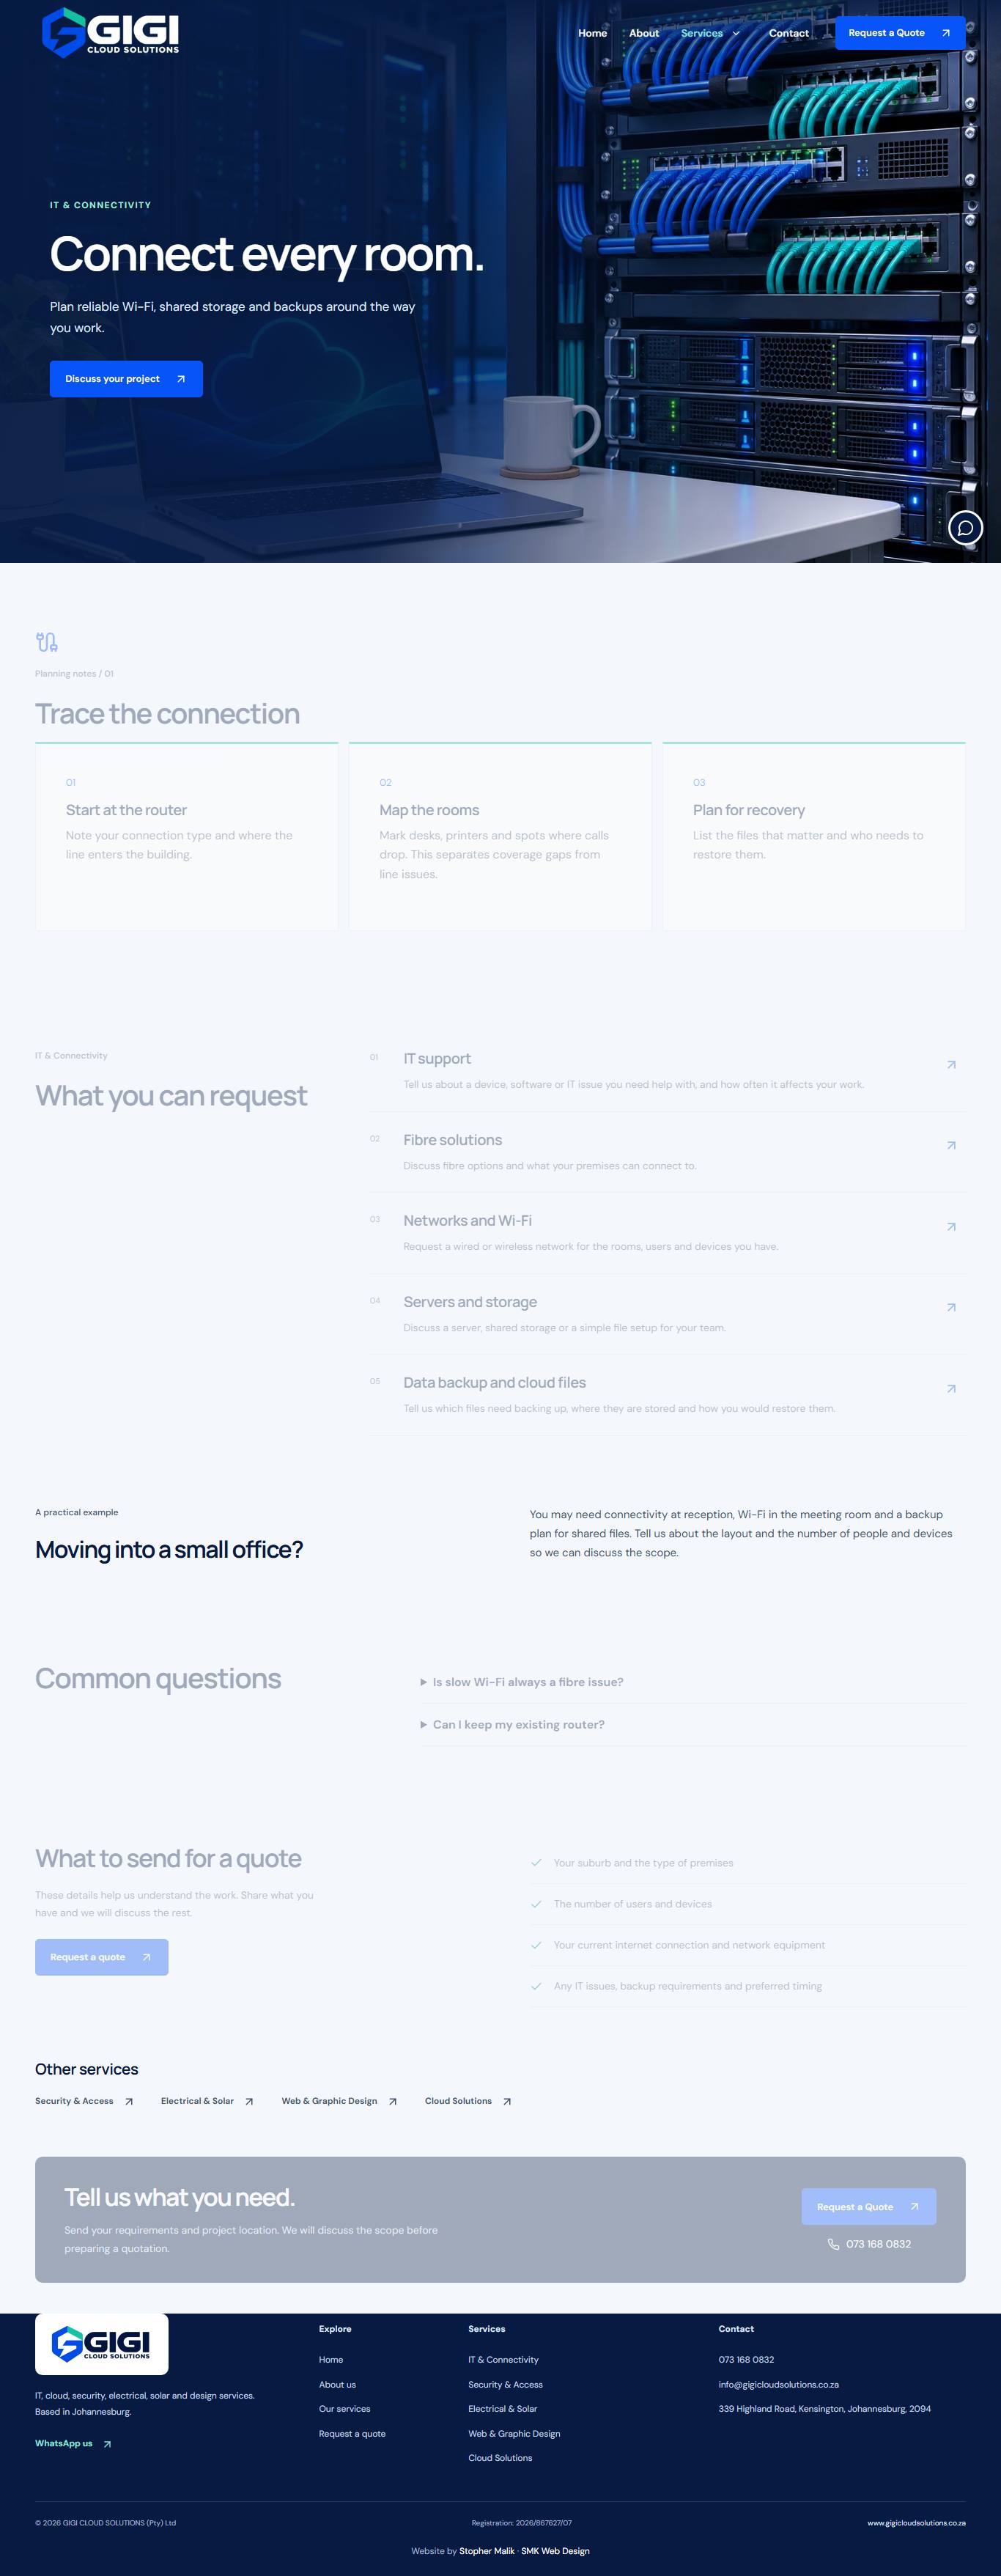 GIGI
CLOUD SOLUTIONS
Home About Services Contact Request a Quote
IT & CONNECTIVITY
Connect every room.
Plan reliable Wi-Fi, shared storage and backups around the way
you work.
Discuss your project
Planning notes / 01
Trace the connection
01
Start at the router
Note your connection type and where the
line enters the building.
02
Map the rooms
Mark desks, printers and spots where calls
drop. This separates coverage gaps from
line issues.
03
Plan for recovery
List the files that matter and who needs to
restore them.
IT & Connectivity
What you can request
01 IT support
Tell us about a device, software or IT issue you need help with, and how often it affects your work.
02 Fibre solutions
Discuss fibre options and what your premises can connect to.
03 Networks and Wi-Fi
Request a wired or wireless network for the rooms, users and devices you have.
04 Servers and storage
Discuss a server, shared storage or a simple file setup for your team.
05 Data backup and cloud files
Tell us which files need backing up, where they are stored and how you would restore them.
A practical example
Moving into a small office?
You may need connectivity at reception, Wi-Fi in the meeting room and a backup
plan for shared files. Tell us about the layout and the number of people and devices
so we can discuss the scope.
Common questions
Is slow Wi-Fi always a fibre issue?
Can I keep my existing router?
What to send for a quote
These details help us understand the work. Share what you
have and we will discuss the rest.
Request a quote
Your suburb and the type of premises
The number of users and devices
Your current internet connection and network equipment
Any IT issues, backup requirements and preferred timing
Other services
Security & Access Electrical & Solar Web & Graphic Design Cloud Solutions
Tell us what you need.
Send your requirements and project location. We will discuss the scope before
preparing a quotation.
Request a Quote
073 168 0832
GIGI
CLOUD SOLUTIONS
IT, cloud, security, electrical, solar and design services.
Based in Johannesburg.
WhatsApp us
Explore
Home
About us
Our services
Request a quote
Services
IT & Connectivity
Security & Access
Electrical & Solar
Web & Graphic Design
Cloud Solutions
Contact
073 168 0832
info@gigicloudsolutions.co.za
339 Highland Road, Kensington, Johannesburg, 2094
© 2026 GIGI CLOUD SOLUTIONS (Pty) Ltd
Registration: 2026/867627/07
www.gigicloudsolutions.co.za
Website by Stopher Malik · SMK Web Design